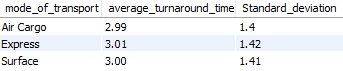 mode_of_transport average_turnaround_time Standard_deviation
Air Cargo 2.99 1.4
Express 3.01 1.42
Surface 3.00 1.41